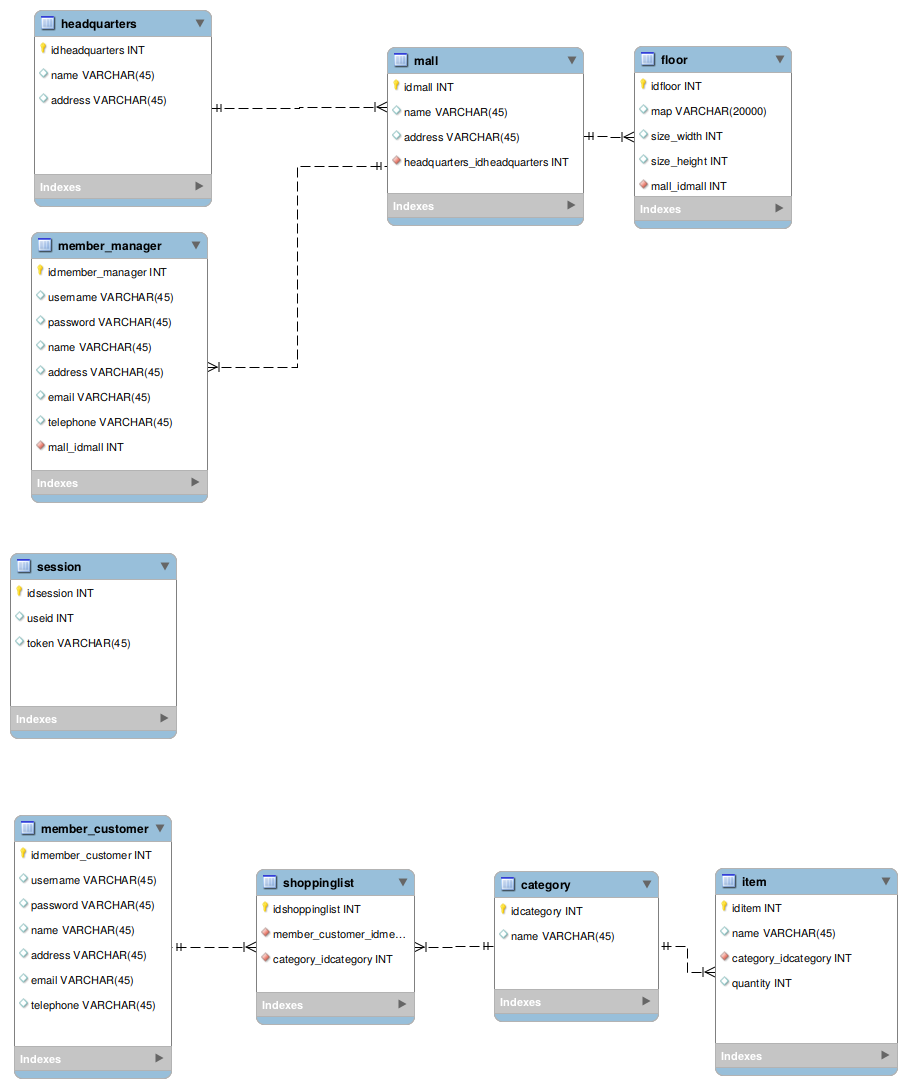 headquarters
idheadquarters INT
name VARCHAR(45)
address VARCHAR(45)
Indexes
mall
idmall INT
name VARCHAR(45)
address VARCHAR(45)
headquarters_idheadquarters INT
Indexes
floor
idfloor INT
map VARCHAR(20000)
size_width INT
size_height INT
mall_idmall INT
Indexes
member_manager
idmember_manager INT
username VARCHAR(45)
password VARCHAR(45)
name VARCHAR(45)
address VARCHAR(45)
email VARCHAR(45)
telephone VARCHAR(45)
mall_idmall INT
Indexes
session
idsession INT
useid INT
token VARCHAR(45)
Indexes
member_customer
idmember_customer INT
username VARCHAR(45)
password VARCHAR(45)
name VARCHAR(45)
address VARCHAR(45)
email VARCHAR(45)
telephone VARCHAR(45)
Indexes
shoppinglist
idshoppinglist INT
member_customer_idme...
category_idcategory INT
Indexes
category
idcategory INT
name VARCHAR(45)
Indexes
item
iditem INT
name VARCHAR(45)
category_idcategory INT
quantity INT
Indexes